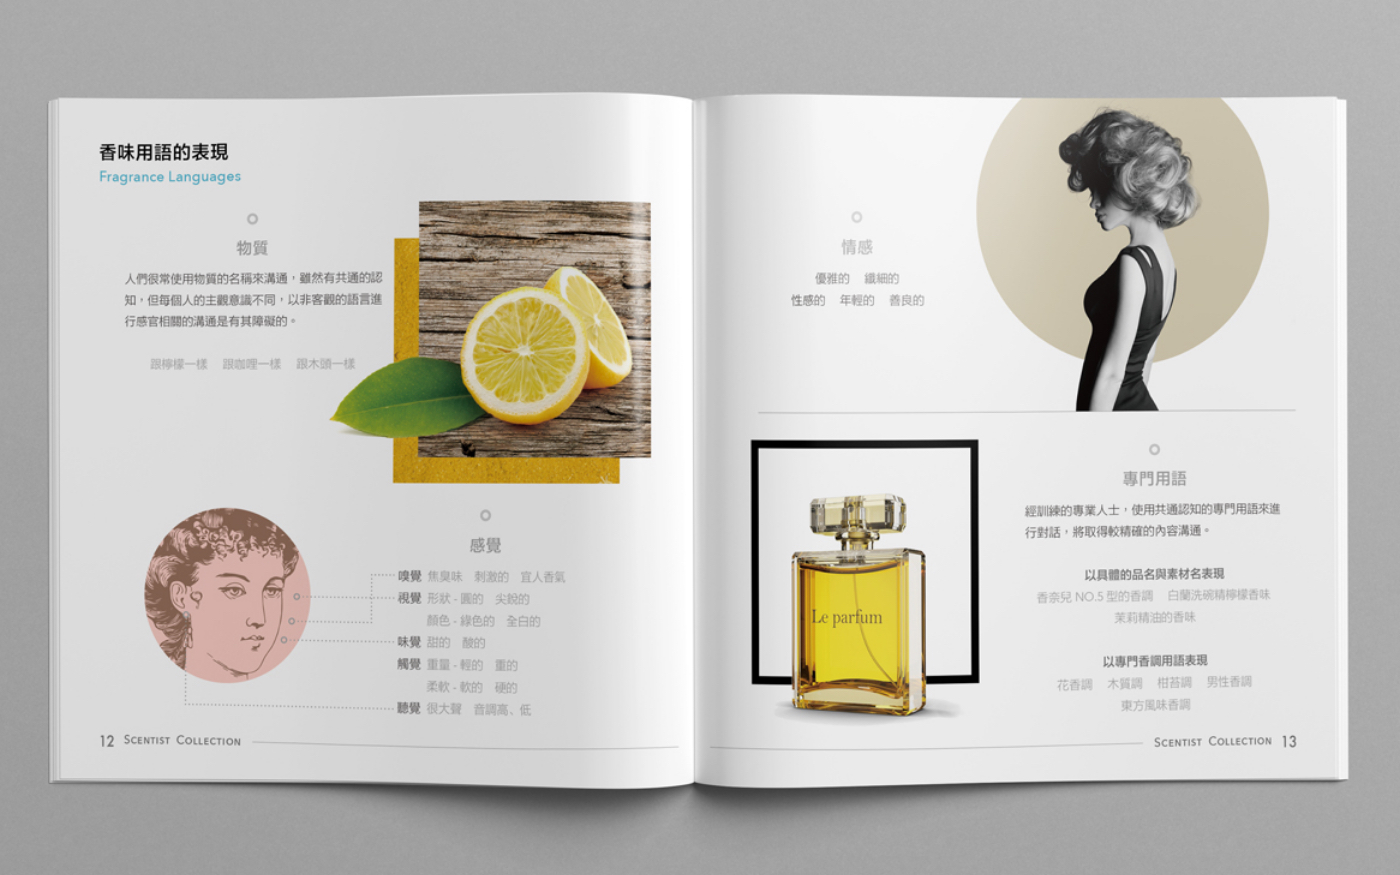 香味用語的表現
Fragrance Languages
物質
人們很常使用物質的名稱來溝通，雖然有共通的認
知，但每個人的主觀意識不同，以非客觀的語言進
行感官相關的溝通是有其障礙的。
跟檸檬一樣 跟咖哩一樣 跟木頭一樣
感覺
嗅覺 焦臭味 刺激的 宜人香氣
視覺 形狀 - 圓的 尖銳的
顏色 - 綠色的 全白的
味覺 甜的 酸的
觸覺 重量 - 輕的 重的
柔軟 - 軟的 硬的
聽覺 很大聲 音調高、低
12 SCENTIST COLLECTION
情感
優雅的 纖細的
性感的 年輕的 善良的
Le parfum
專門用語
經訓練的專業人士，使用共通認知的專門用語來進
行對話，將取得較精確的內容溝通。
以具體的品名與素材名表現
香奈兒 NO.5 型的香調 白蘭洗碗精檸檬香味
茉莉精油的香味
以專門香調用語表現
花香調 木質調 柑苔調 男性香調
東方風味香調
SCENTIST COLLECTION 13